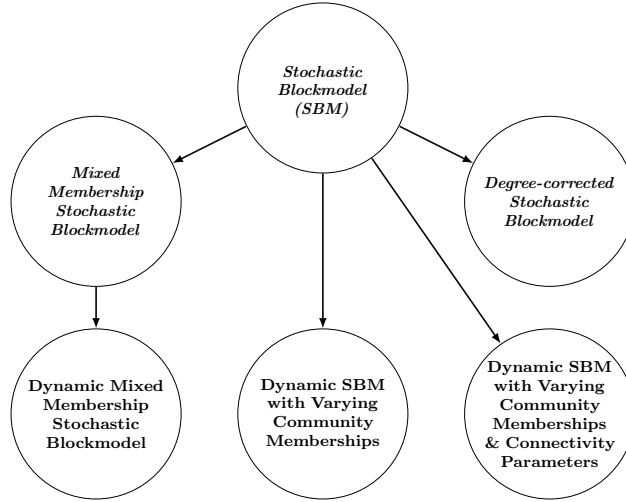 Stochastic
Blockmodel
(SBM)
Mixed
Membership
Stochastic
Blockmodel
Degree-corrected
Stochastic
Blockmodel
Dynamic Mixed
Membership
Stochastic
Blockmodel
Dynamic SBM
with Varying
Community
Memberships
Dynamic SBM
with Varying
Community
Memberships
& Connectivity
Parameters